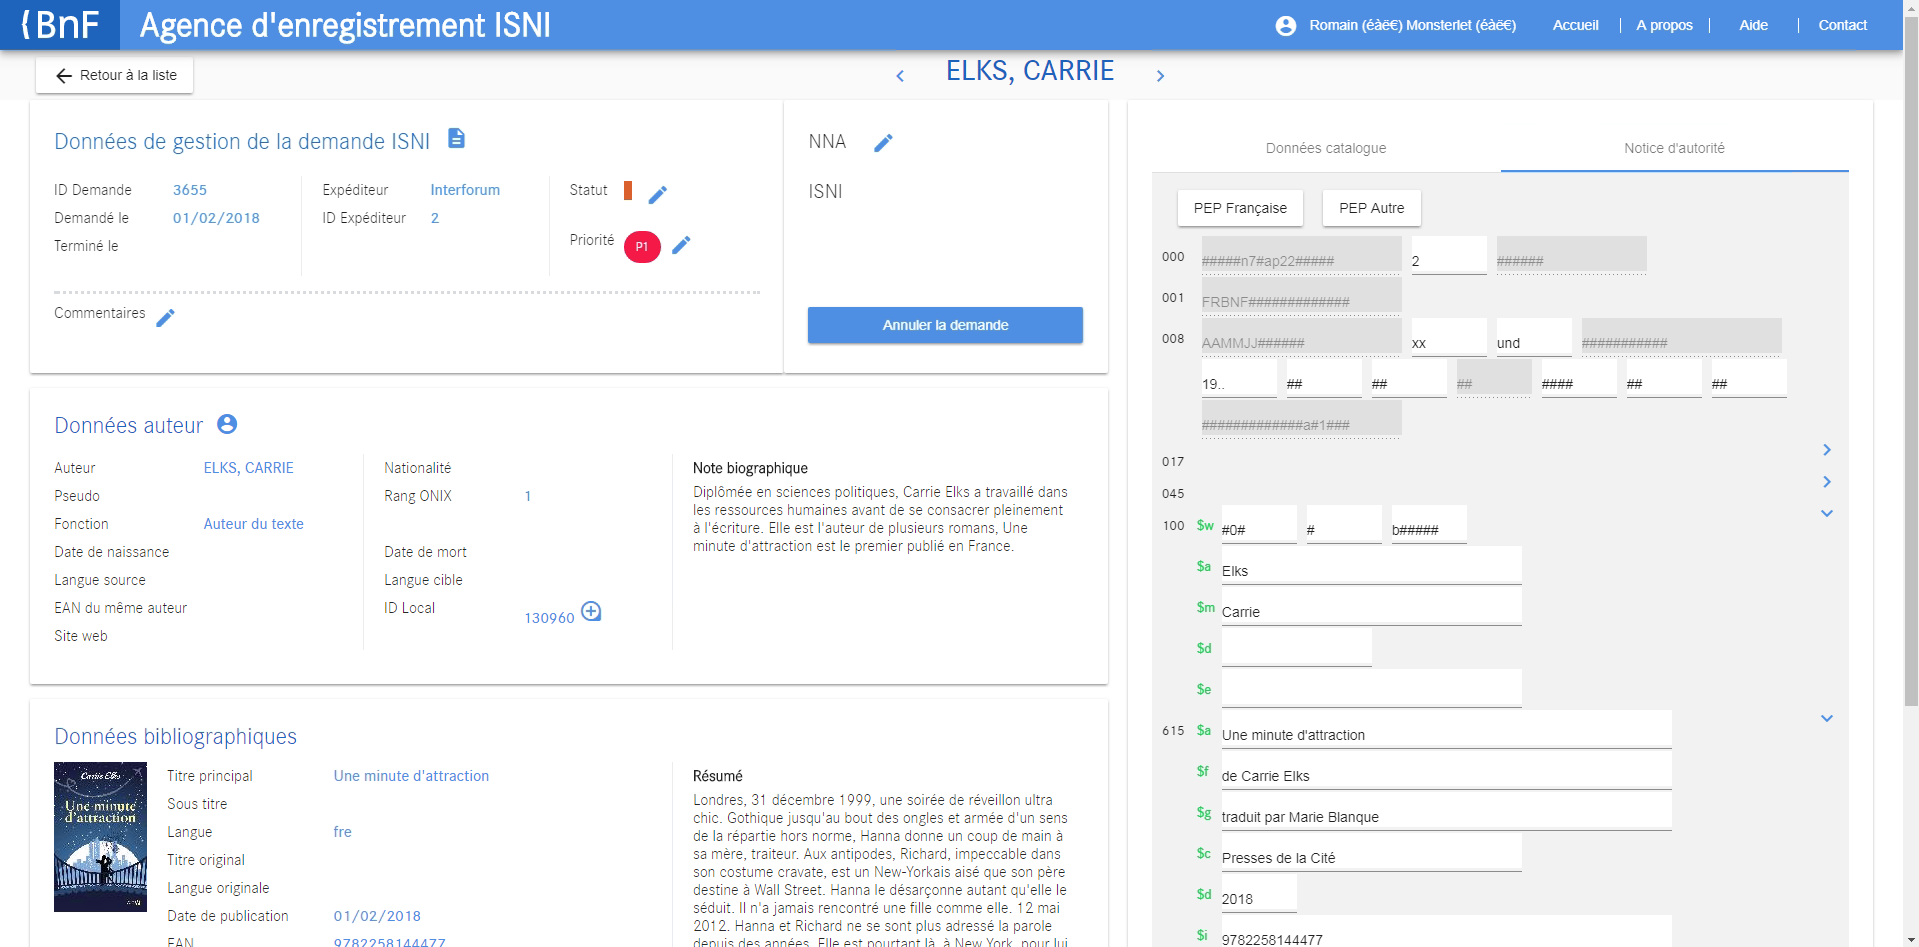 BnF
Agence d'enregistrement ISNI
Romain (éàë€) Monsterlet (éàë€)
Accueil
A propos
Aide
Contact
Retour à la liste
ELKS, CARRIE
Données de gestion de la demande ISNI
ID Demande 3655
Demandé le 01/02/2018
Terminé le
Expéditeur Interforum
ID Expéditeur 2
Statut
Priorité P1
Commentaires
NNA
ISNI
Annuler la demande
Données auteur
Auteur ELKS, CARRIE
Pseudo
Fonction Auteur du texte
Date de naissance
Langue source
EAN du même auteur
Site web
Nationalité
Rang ONIX 1
Date de mort
Langue cible
ID Local 130960
Note biographique
Diplômée en sciences politiques, Carrie Elks a travaillé dans
les ressources humaines avant de se consacrer pleinement
à l'écriture. Elle est l'auteur de plusieurs romans, Une
minute d'attraction est le premier publié en France.
Données bibliographiques
Carrie Elks
Une minute
d'attraction
Titre principal Une minute d'attraction
Sous titre
Langue fre
Titre original
Langue originale
Date de publication 01/02/2018
EAN 9782258144477
Résumé
Londres, 31 décembre 1999, une soirée de réveillon ultra
chic. Gothique jusqu'au bout des ongles et armée d'un sens
de la répartie hors norme, Hanna donne un coup de main à
sa mère, traiteur. Aux antipodes, Richard, impeccable dans
son costume cravate, est un New-Yorkais aisé que son père
destine à Wall Street. Hanna le désarçonne autant qu'elle le
séduit. Il n'a jamais rencontré une fille comme elle. 12 mai
2012. Hanna et Richard ne se sont plus adressé la parole
depuis des années. Elle est pourtant là, à New York, pour lui
Données catalogue
Notice d'autorité
PEP Française
PEP Autre
000 #####n7#ap22##### 2 ######
001 FRBNF#############
008 AAMMJJ###### xx und ###########
19.. ## ## ## #### ## ##
#############a#1###
017
045
100 $w #0# # b#####
$a Elks
$m Carrie
$d
$e
615 $a Une minute d'attraction
$f de Carrie Elks
$g traduit par Marie Blanque
$c Presses de la Cité
$d 2018
$i 9782258144477